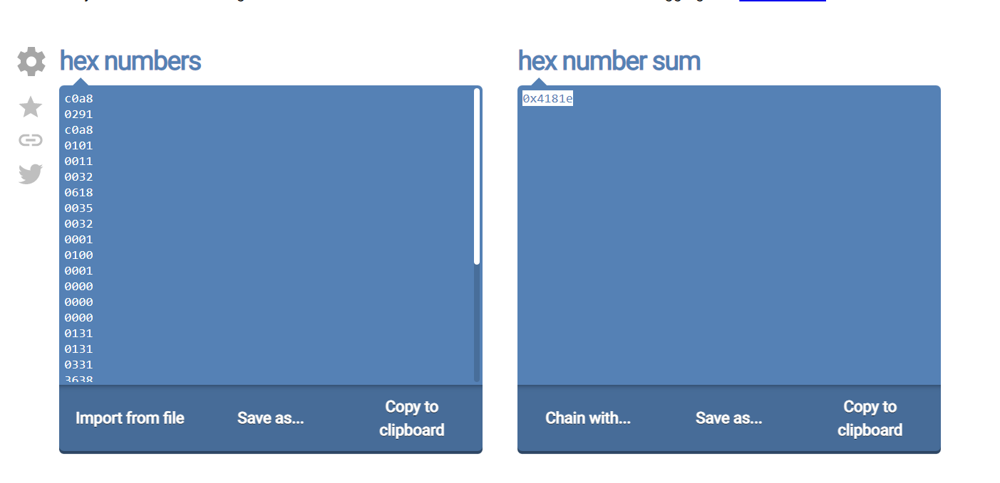 hex numbers
c0a8
0291
c0a8
0101
0011
0032
0618
0035
0032
0001
0100
0001
0000
0000
0000
0131
0131
0331
3638
Import from file
Save as...
Copy to
clipboard
hex number sum
0x4181e
Chain with...
Save as...
Copy to
clipboard